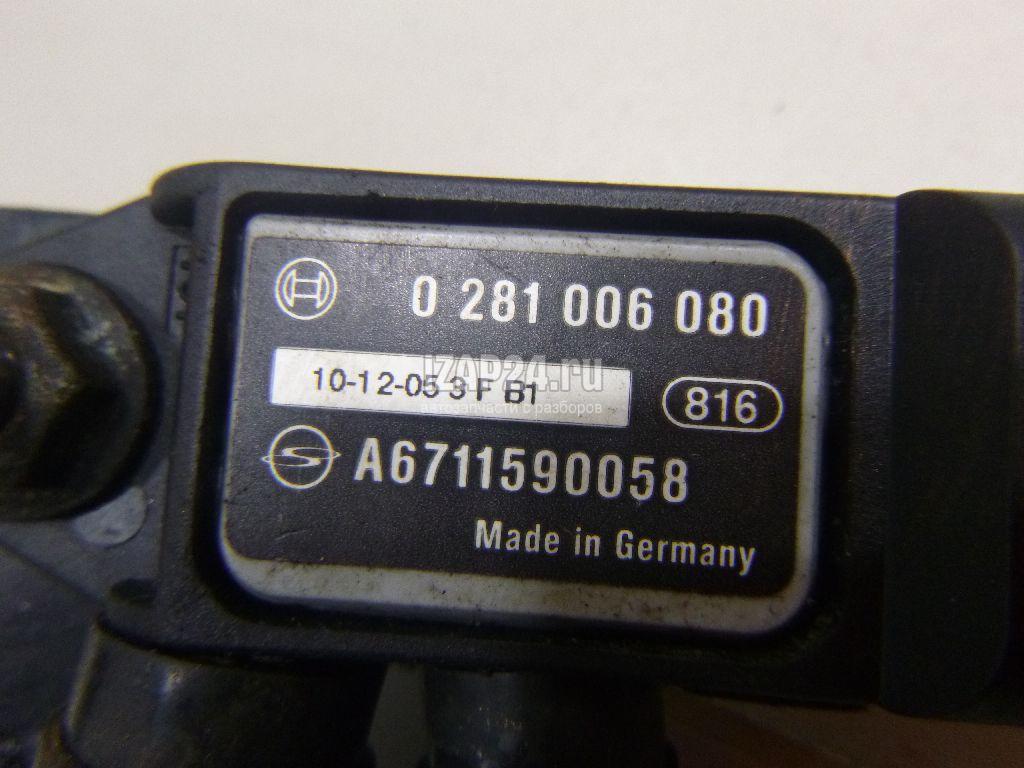 0 281 006 080
IZAP24.ru
10-12-05 3 F B1
автозапчасти с разборов
816
A6711590058
Made in Germany